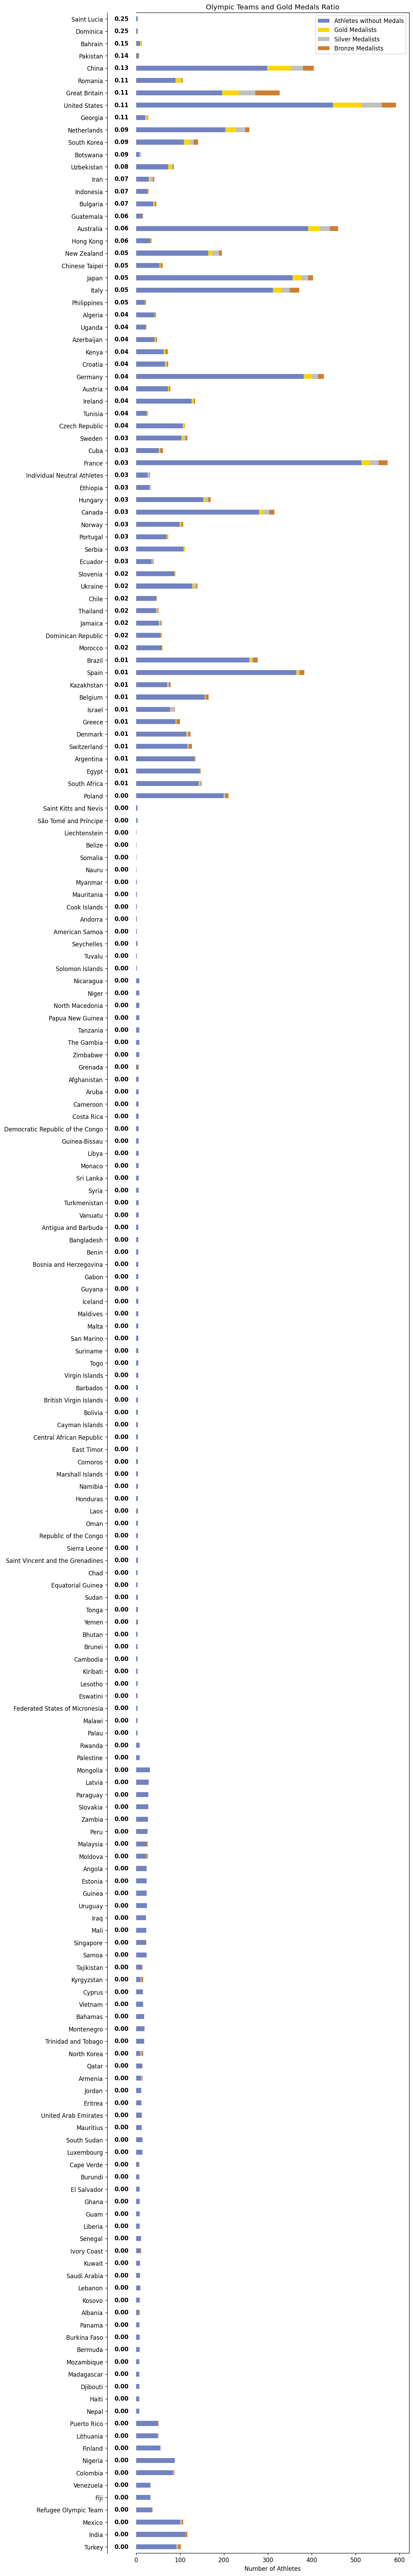 Olympic Teams and Gold Medals Ratio
Athletes without Medals
Gold Medalists
Silver Medalists
Bronze Medalists
Saint Lucia 0.25
Dominica 0.25
Bahrain 0.15
Pakistan 0.14
China 0.13
Romania 0.11
Great Britain 0.11
United States 0.11
Georgia 0.11
Netherlands 0.09
South Korea 0.09
Botswana 0.09
Uzbekistan 0.08
Iran 0.07
Indonesia 0.07
Bulgaria 0.07
Guatemala 0.06
Australia 0.06
Hong Kong 0.06
New Zealand 0.05
Chinese Taipei 0.05
Japan 0.05
Italy 0.05
Philippines 0.05
Algeria 0.04
Uganda 0.04
Azerbaijan 0.04
Kenya 0.04
Croatia 0.04
Germany 0.04
Austria 0.04
Ireland 0.04
Tunisia 0.04
Czech Republic 0.04
Sweden 0.03
Cuba 0.03
France 0.03
Individual Neutral Athletes 0.03
Ethiopia 0.03
Hungary 0.03
Canada 0.03
Norway 0.03
Portugal 0.03
Serbia 0.03
Ecuador 0.03
Slovenia 0.02
Ukraine 0.02
Chile 0.02
Thailand 0.02
Jamaica 0.02
Dominican Republic 0.02
Morocco 0.02
Brazil 0.01
Spain 0.01
Kazakhstan 0.01
Belgium 0.01
Israel 0.01
Greece 0.01
Denmark 0.01
Switzerland 0.01
Argentina 0.01
Egypt 0.01
South Africa 0.01
Poland 0.00
Saint Kitts and Nevis 0.00
São Tomé and Príncipe 0.00
Liechtenstein 0.00
Belize 0.00
Somalia 0.00
Nauru 0.00
Myanmar 0.00
Mauritania 0.00
Cook Islands 0.00
Andorra 0.00
American Samoa 0.00
Seychelles 0.00
Tuvalu 0.00
Solomon Islands 0.00
Nicaragua 0.00
Niger 0.00
North Macedonia 0.00
Papua New Guinea 0.00
Tanzania 0.00
The Gambia 0.00
Zimbabwe 0.00
Grenada 0.00
Afghanistan 0.00
Aruba 0.00
Cameroon 0.00
Costa Rica 0.00
Democratic Republic of the Congo 0.00
Guinea-Bissau 0.00
Libya 0.00
Monaco 0.00
Sri Lanka 0.00
Syria 0.00
Turkmenistan 0.00
Vanuatu 0.00
Antigua and Barbuda 0.00
Bangladesh 0.00
Benin 0.00
Bosnia and Herzegovina 0.00
Gabon 0.00
Guyana 0.00
Iceland 0.00
Maldives 0.00
Malta 0.00
San Marino 0.00
Suriname 0.00
Togo 0.00
Virgin Islands 0.00
Barbados 0.00
British Virgin Islands 0.00
Bolivia 0.00
Cayman Islands 0.00
Central African Republic 0.00
East Timor 0.00
Comoros 0.00
Marshall Islands 0.00
Namibia 0.00
Honduras 0.00
Laos 0.00
Oman 0.00
Republic of the Congo 0.00
Sierra Leone 0.00
Saint Vincent and the Grenadines 0.00
Chad 0.00
Equatorial Guinea 0.00
Sudan 0.00
Tonga 0.00
Yemen 0.00
Bhutan 0.00
Brunei 0.00
Cambodia 0.00
Kiribati 0.00
Lesotho 0.00
Eswatini 0.00
Federated States of Micronesia 0.00
Malawi 0.00
Palau 0.00
Rwanda 0.00
Palestine 0.00
Mongolia 0.00
Latvia 0.00
Paraguay 0.00
Slovakia 0.00
Zambia 0.00
Peru 0.00
Malaysia 0.00
Moldova 0.00
Angola 0.00
Estonia 0.00
Guinea 0.00
Uruguay 0.00
Iraq 0.00
Mali 0.00
Singapore 0.00
Samoa 0.00
Tajikistan 0.00
Kyrgyzstan 0.00
Cyprus 0.00
Vietnam 0.00
Bahamas 0.00
Montenegro 0.00
Trinidad and Tobago 0.00
North Korea 0.00
Qatar 0.00
Armenia 0.00
Jordan 0.00
Eritrea 0.00
United Arab Emirates 0.00
Mauritius 0.00
South Sudan 0.00
Luxembourg 0.00
Cape Verde 0.00
Burundi 0.00
El Salvador 0.00
Ghana 0.00
Guam 0.00
Liberia 0.00
Senegal 0.00
Ivory Coast 0.00
Kuwait 0.00
Saudi Arabia 0.00
Lebanon 0.00
Kosovo 0.00
Albania 0.00
Panama 0.00
Burkina Faso 0.00
Bermuda 0.00
Mozambique 0.00
Madagascar 0.00
Djibouti 0.00
Haiti 0.00
Nepal 0.00
Puerto Rico 0.00
Lithuania 0.00
Finland 0.00
Nigeria 0.00
Colombia 0.00
Venezuela 0.00
Fiji 0.00
Refugee Olympic Team 0.00
Mexico 0.00
India 0.00
Turkey 0.00
0 100 200 300 400 500 600
Number of Athletes